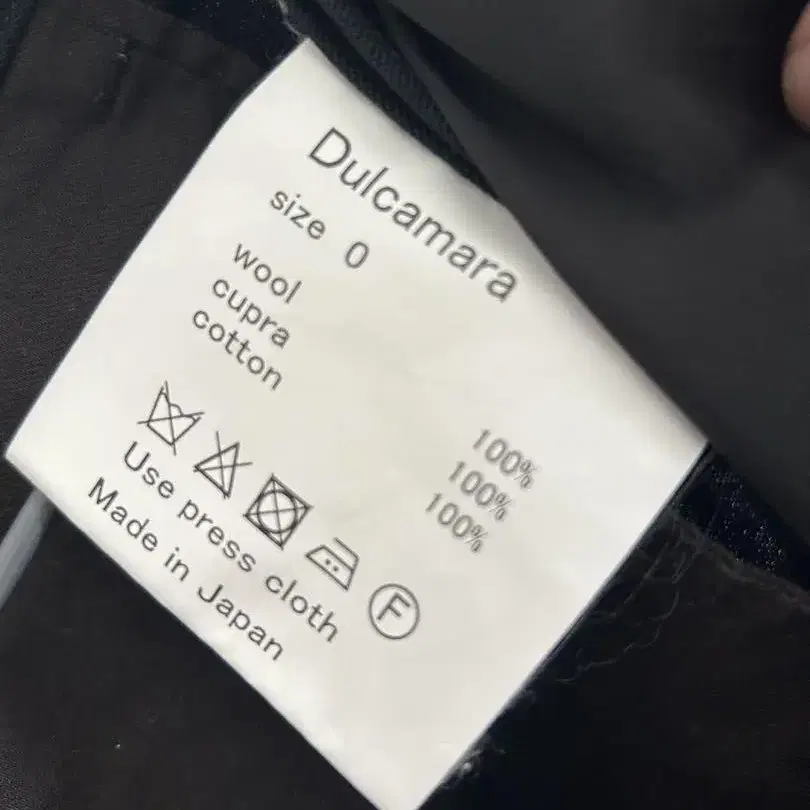 Dulcamara
size 0
wool 100%
cupra 100%
cotton 100%
F
Use press cloth
Made in Japan